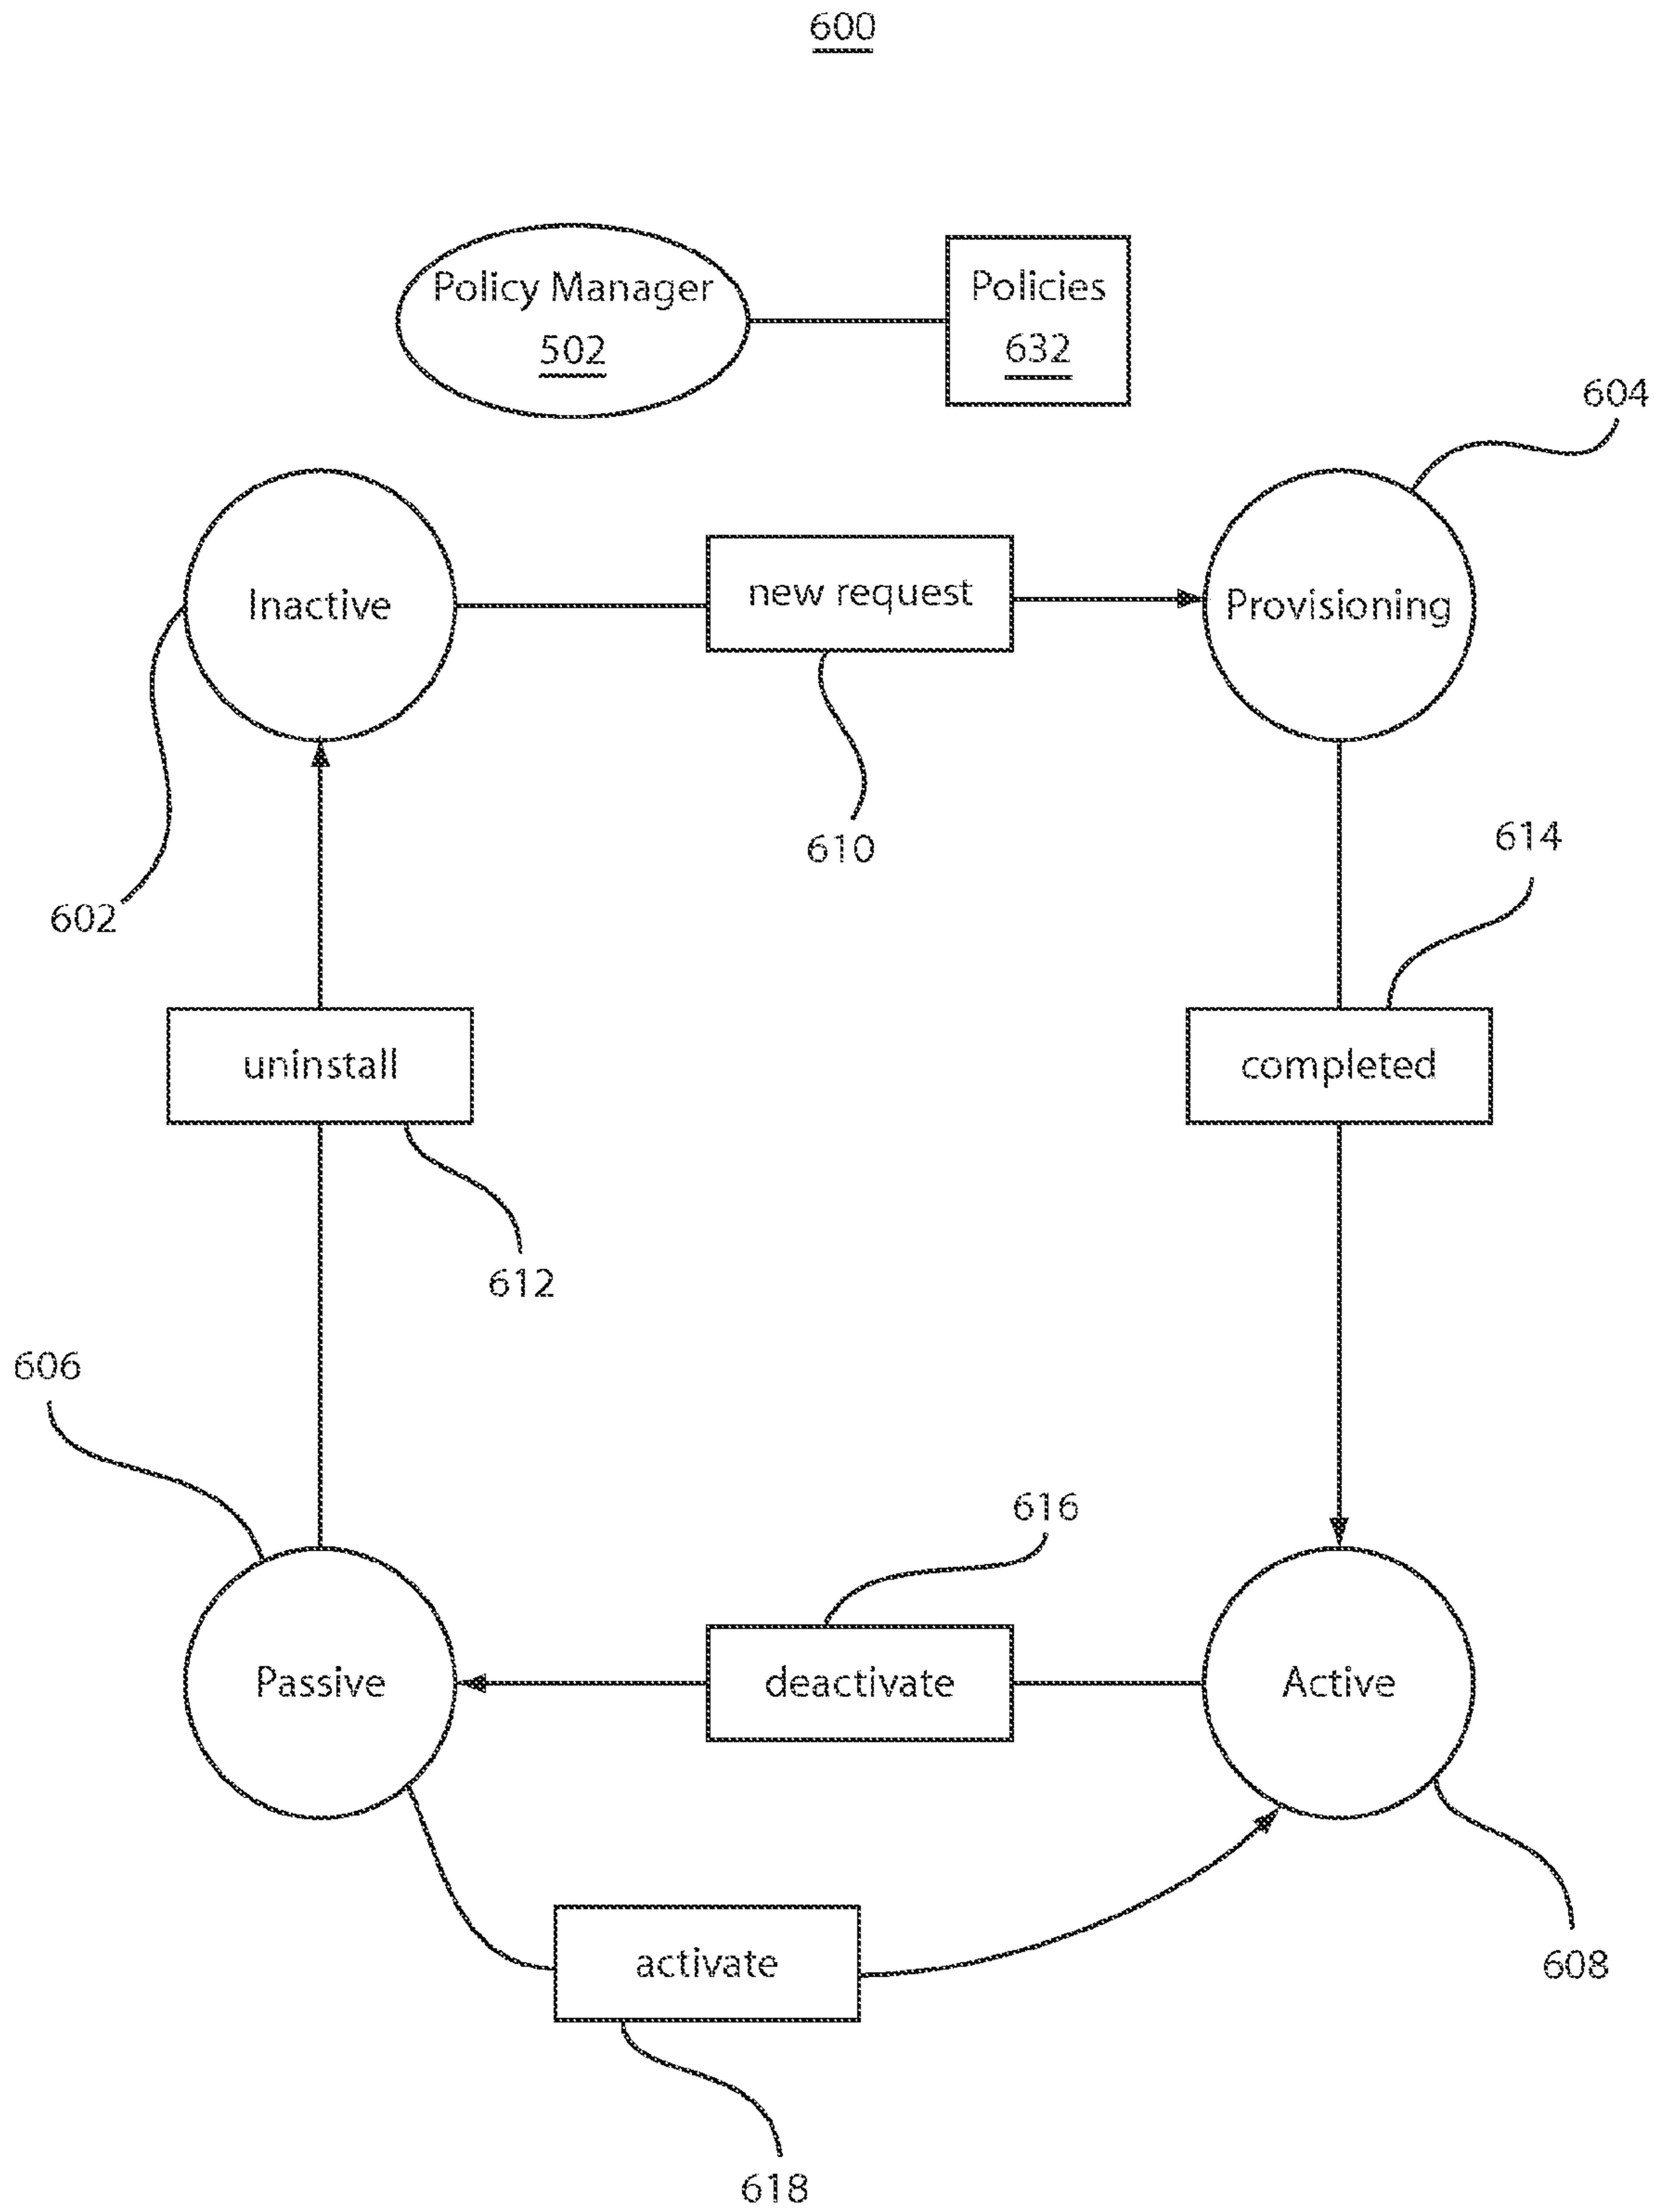 600
Policy Manager
502
Policies
632
604
Inactive
new request
Provisioning
610
614
602
uninstall
completed
612
606
616
Passive
deactivate
Active
activate
608
618